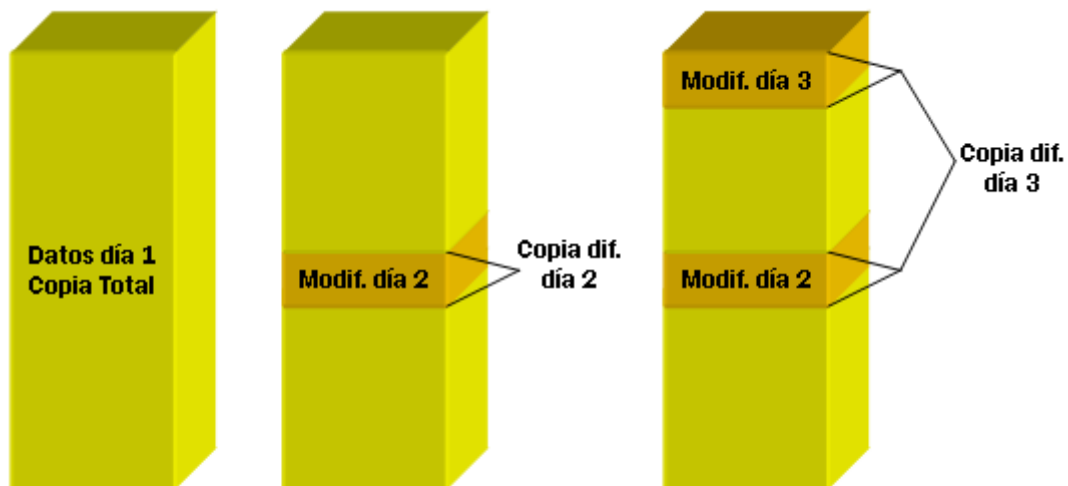 Datos día 1
Copia Total
Modif. día 2
Copia dif.
día 2
Modif. día 3
Modif. día 2
Copia dif.
día 3